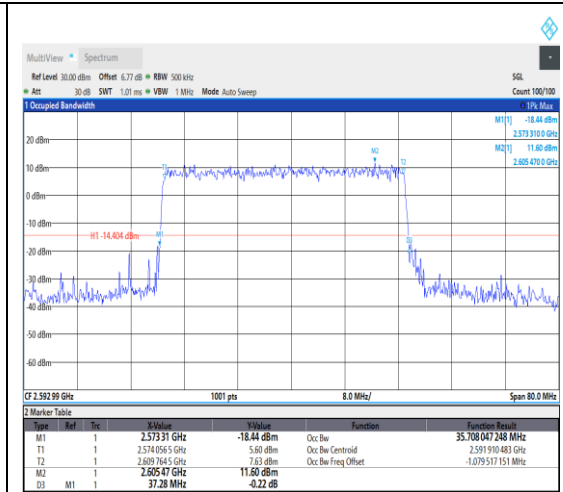 MultiView Spectrum
Ref Level 30.00 dBm Offset 6.77 dB RBW 500 kHz SGL
Att 30 dB SWT 1.01 ms VBW 1 MHz Mode Auto Sweep Count 100/100
1 Occupied Bandwidth 1Pk Max
M1[1] -18.44 dBm
2.573 310 0 GHz
M2[1] 11.60 dBm
2.605 470 0 GHz
20 dBm
M2
T1 T2
10 dBm
0 dBm
-10 dBm
H1 -14.404 dBm M1
D3
-20 dBm
-30 dBm
-40 dBm
-50 dBm
-60 dBm
CF 2.592 99 GHz 1001 pts 8.0 MHz/ Span 80.0 MHz
2 Marker Table
Type Ref Trc X-Value Y-Value Function Function Result
M1 1 2.573 31 GHz -18.44 dBm Occ Bw 35.708 047 248 MHz
T1 1 2.574 056 5 GHz 5.60 dBm Occ Bw Centroid 2.591 910 483 GHz
T2 1 2.609 764 5 GHz 7.63 dBm Occ Bw Freq Offset -1.079 517 151 MHz
M2 1 2.605 47 GHz 11.60 dBm
D3 M1 1 37.28 MHz -0.22 dB